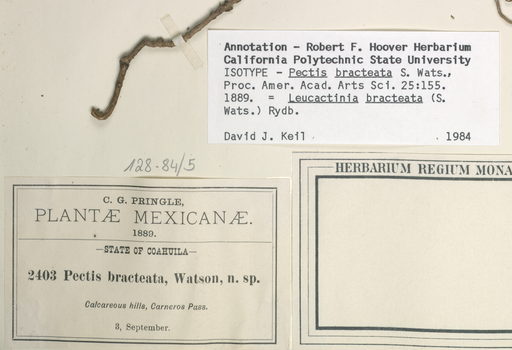 Annotation - Robert F. Hoover Herbarium
California Polytechnic State University
ISOTYPE - Pectis bracteata S. Wats.,
Proc. Amer. Acad. Arts Sci. 25:155.
1889. = Leucactinia bracteata (S.
Wats.) Rydb.
David J. Keil 1984
128-84/5
C. G. PRINGLE,
PLANTÆ MEXICANÆ.
1889.
—STATE OF COAHUILA—
2403 Pectis bracteata, Watson, n. sp.
Calcareous hills, Carneros Pass.
3, September.
HERBARIUM REGIUM MONA